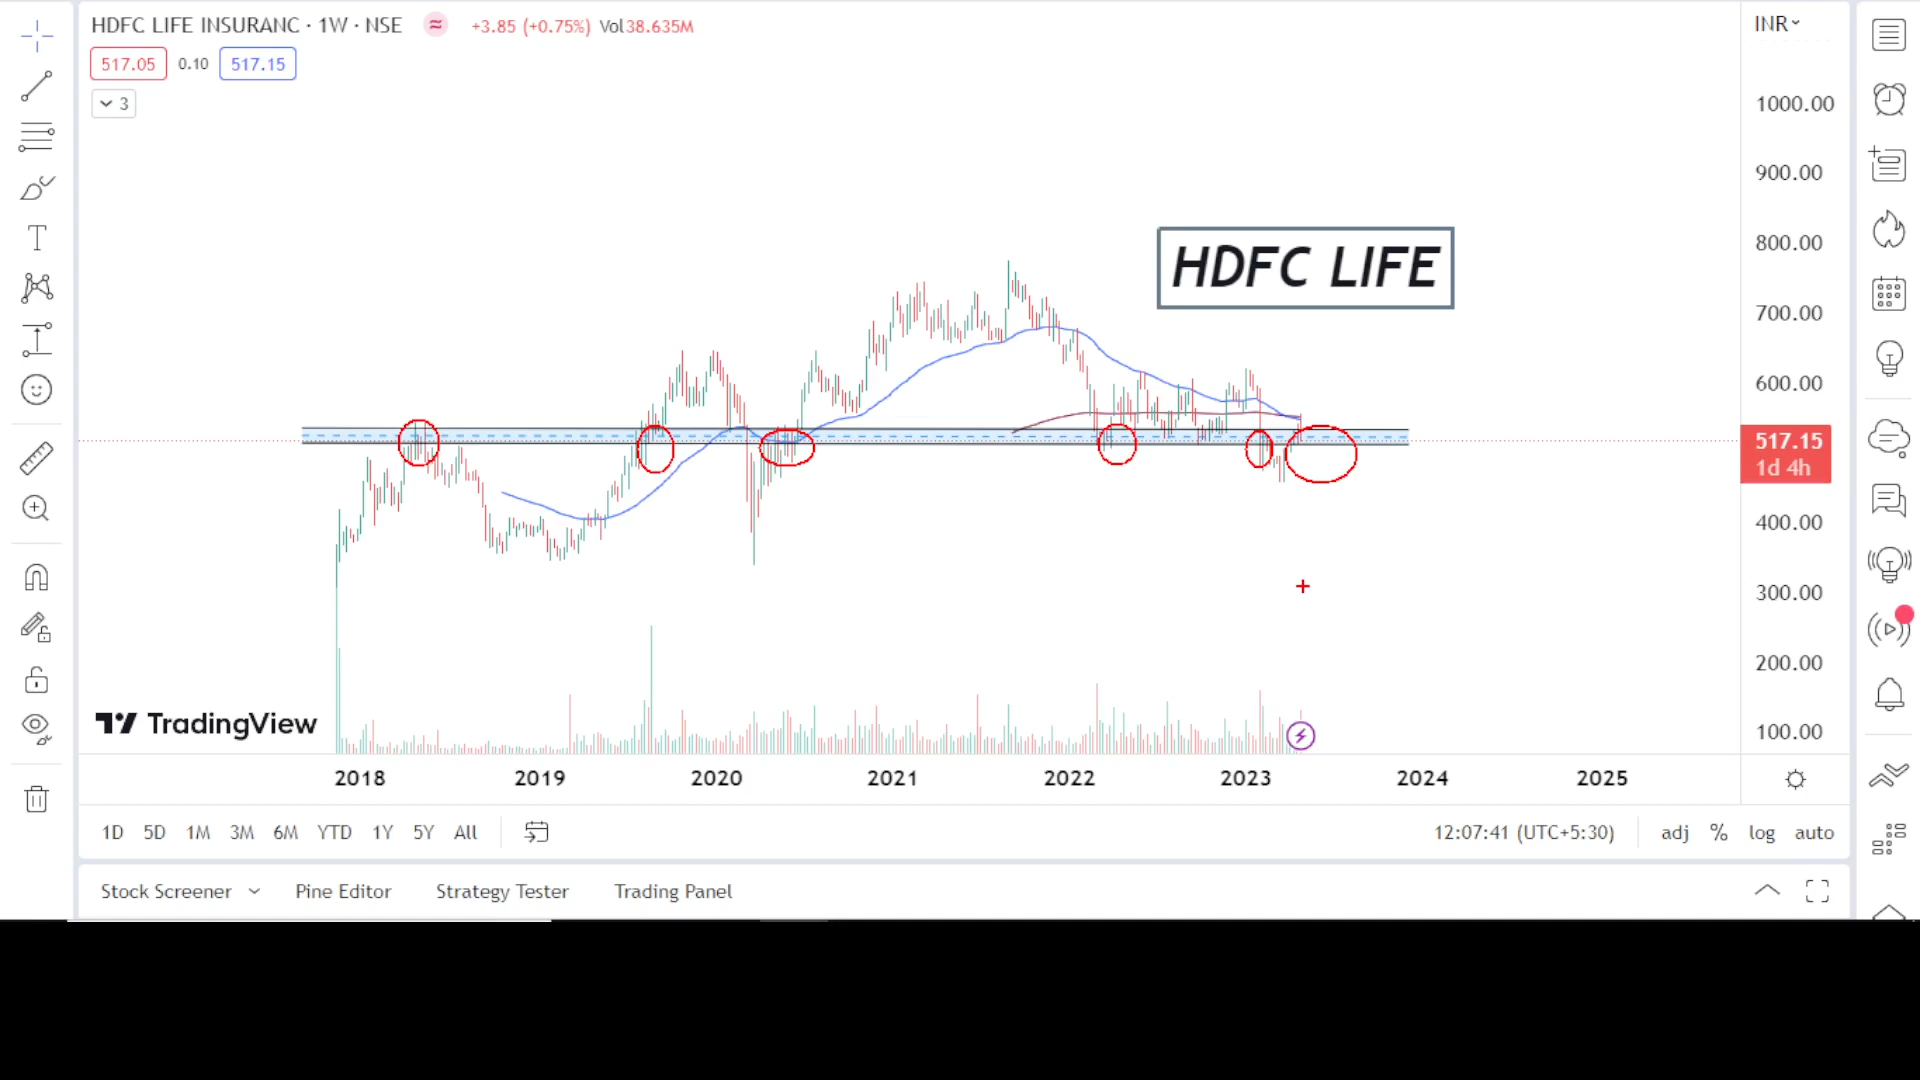 HDFC LIFE INSURANC · 1W · NSE ≈ +3.85 (+0.75%) Vol38.635M
INR
517.05 0.10 517.15
3
1000.00
900.00
800.00
HDFC LIFE
700.00
600.00
517.15
1d 4h
400.00
300.00
200.00
TradingView
100.00
2018 2019 2020 2021 2022 2023 2024 2025
1D 5D 1M 3M 6M YTD 1Y 5Y All
12:07:41 (UTC+5:30) adj % log auto
Stock Screener Pine Editor Strategy Tester Trading Panel